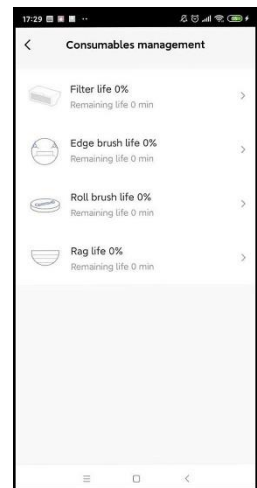 17:29
Consumables management
Filter life 0%
Remaining life 0 min
Edge brush life 0%
Remaining life 0 min
Roll brush life 0%
Remaining life 0 min
Rag life 0%
Remaining life 0 min